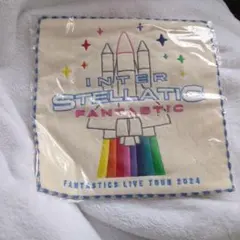 INTER
STELLATIC
FANTASTIC
FANTASTICS LIVE TOUR 2024